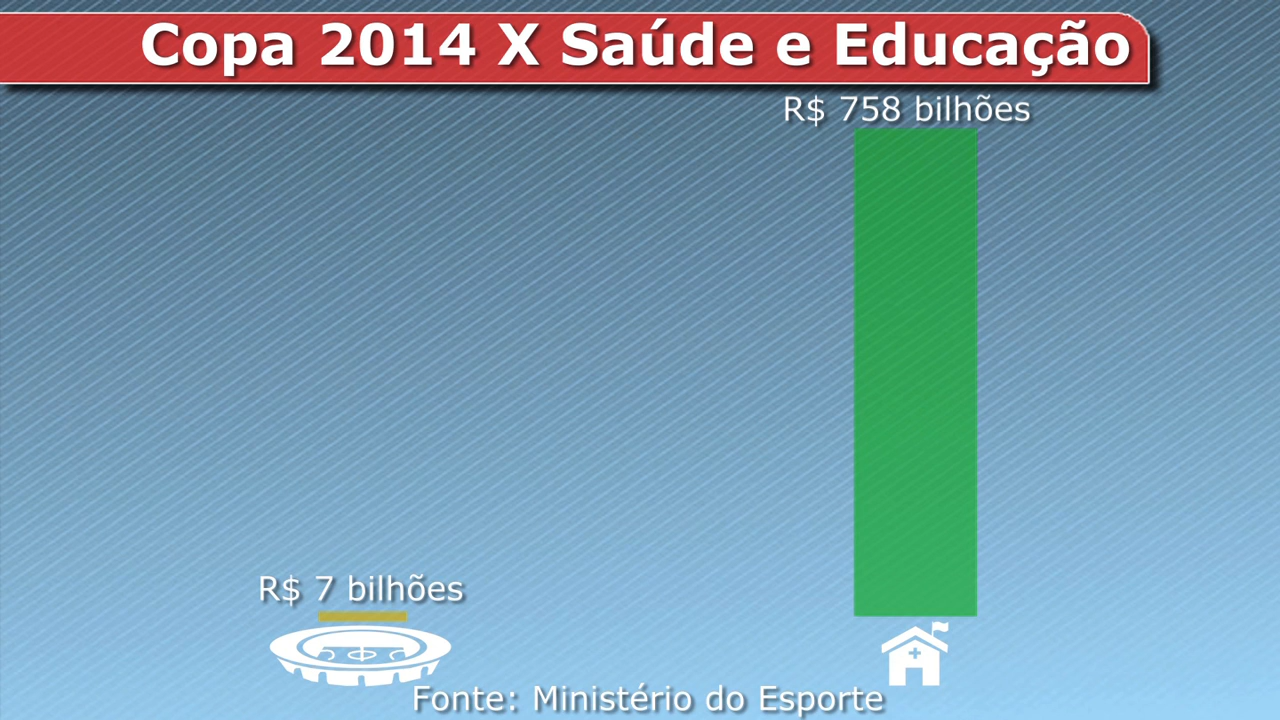 Copa 2014 X Saúde e Educação
R$ 758 bilhões
R$ 7 bilhões
Fonte: Ministério do Esporte